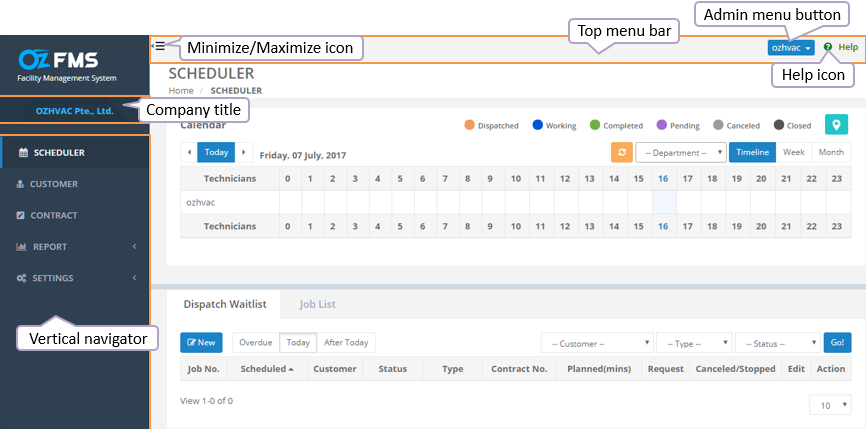 Admin menu button
Top menu bar
Minimize/Maximize icon
ozhvac
Help
Help icon
OZ FMS
Facility Management System
SCHEDULER
Home / SCHEDULER
OZHVAC Pte., Ltd.
Company title
Calendar
Dispatched
Working
Completed
Pending
Canceled
Closed
SCHEDULER
CUSTOMER
CONTRACT
REPORT
SETTINGS
Vertical navigator
Today
Friday, 07 July, 2017
-- Department --
Timeline
Week
Month
Technicians 0 1 2 3 4 5 6 7 8 9 10 11 12 13 14 15 16 17 18 19 20 21 22 23
ozhvac
Technicians 0 1 2 3 4 5 6 7 8 9 10 11 12 13 14 15 16 17 18 19 20 21 22 23
Dispatch Waitlist
Job List
New
Overdue
Today
After Today
-- Customer --
-- Type --
-- Status --
Go!
Job No. Scheduled Customer Status Type Contract No. Planned(mins) Request Canceled/Stopped Edit Action
View 1-0 of 0
10